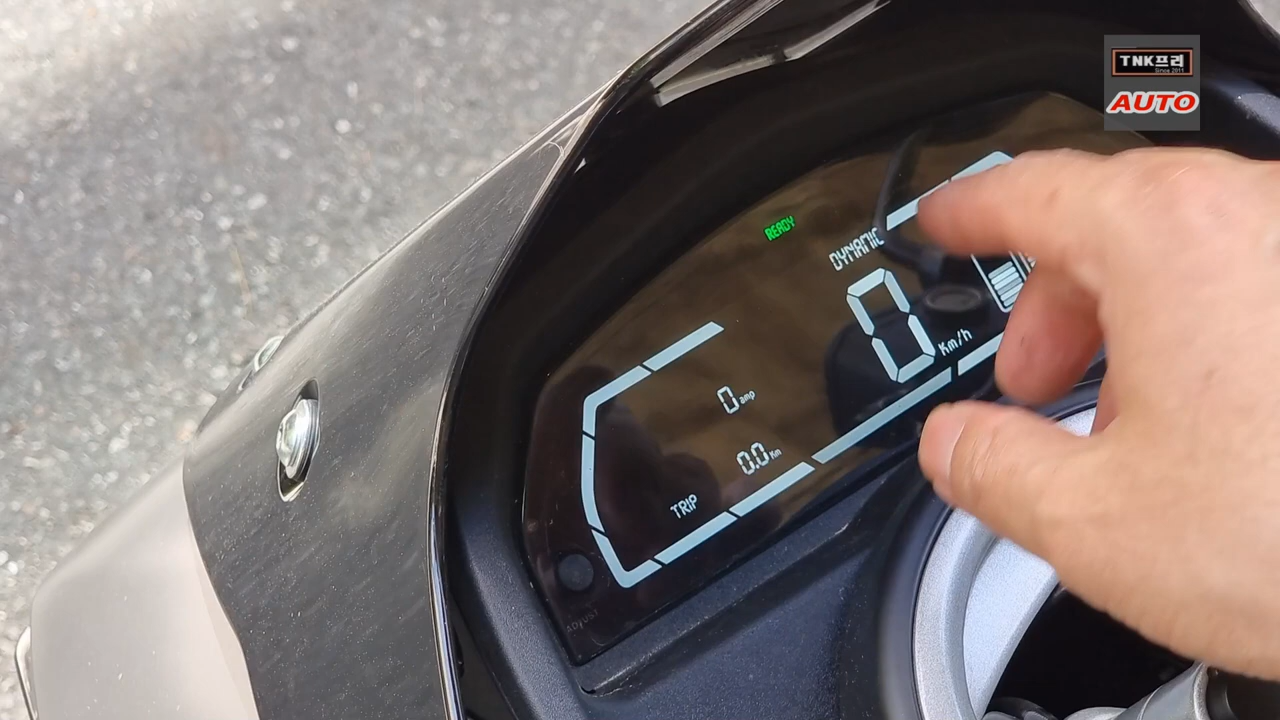 TNK프리
Since 2011
AUTO
READY
DYNAMIC
0
Km/h
0 amp
0.0 Km
TRIP
ADJUST